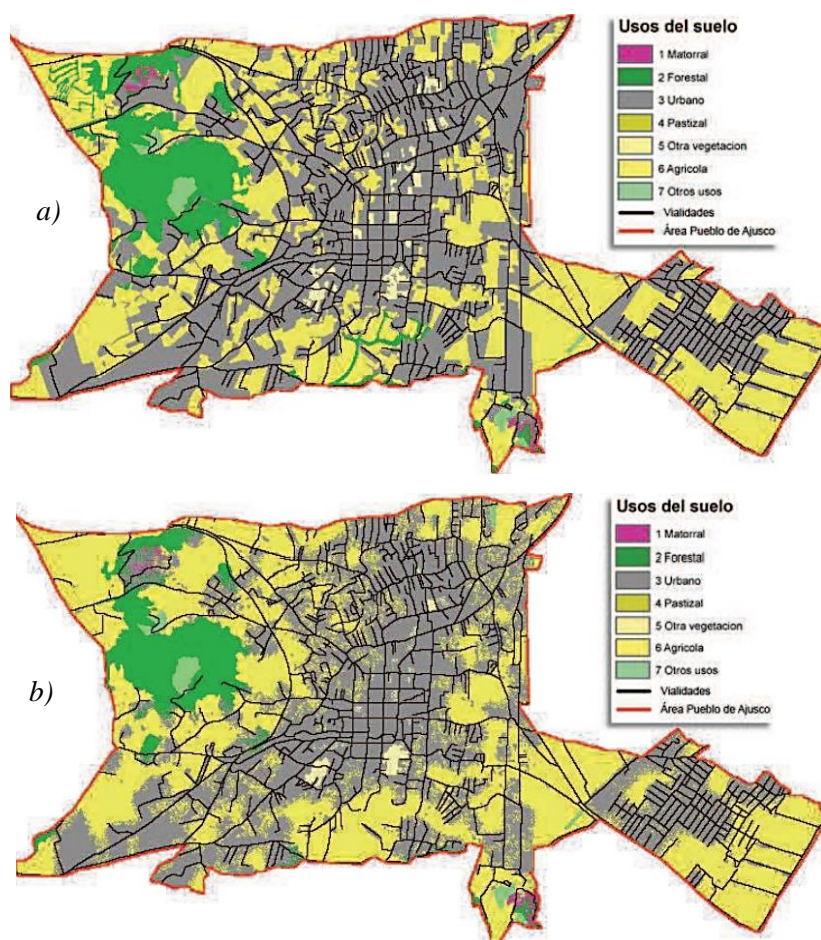 Usos del suelo
1 Matorral
2 Forestal
3 Urbano
4 Pastizal
5 Otra vegetacion
6 Agricola
7 Otros usos
Vialidades
Área Pueblo de Ajusco
a)
Usos del suelo
1 Matorral
2 Forestal
3 Urbano
4 Pastizal
5 Otra vegetacion
6 Agricola
7 Otros usos
Vialidades
Área Pueblo de Ajusco
b)